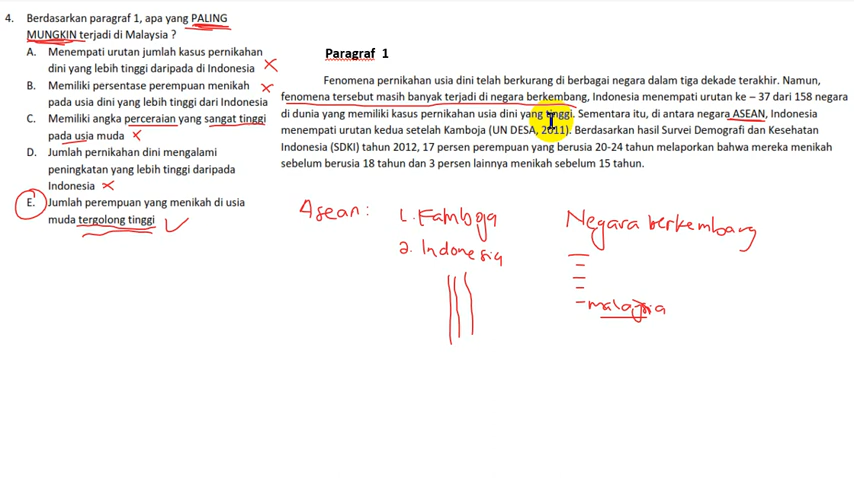 4. Berdasarkan paragraf 1, apa yang PALING
MUNGKIN terjadi di Malaysia ?
A. Menempati urutan jumlah kasus pernikahan
dini yang lebih tinggi daripada di Indonesia
B. Memiliki persentase perempuan menikah
pada usia dini yang lebih tinggi dari Indonesia
C. Memiliki angka perceraian yang sangat tinggi
pada usia muda
D. Jumlah pernikahan dini mengalami
peningkatan yang lebih tinggi daripada
Indonesia
E. Jumlah perempuan yang menikah di usia
muda tergolong tinggi
Paragraf 1
Fenomena pernikahan usia dini telah berkurang di berbagai negara dalam tiga dekade terakhir. Namun,
fenomena tersebut masih banyak terjadi di negara berkembang, Indonesia menempati urutan ke – 37 dari 158 negara
di dunia yang memiliki kasus pernikahan usia dini yang tinggi. Sementara itu, di antara negara ASEAN, Indonesia
menempati urutan kedua setelah Kamboja (UN DESA, 2011). Berdasarkan hasil Survei Demografi dan Kesehatan
Indonesia (SDKI) tahun 2012, 17 persen perempuan yang berusia 20-24 tahun melaporkan bahwa mereka menikah
sebelum berusia 18 tahun dan 3 persen lainnya menikah sebelum 15 tahun.
Asean :
1. Kamboja
2. Indonesia
Negara berkembang
- malaysia